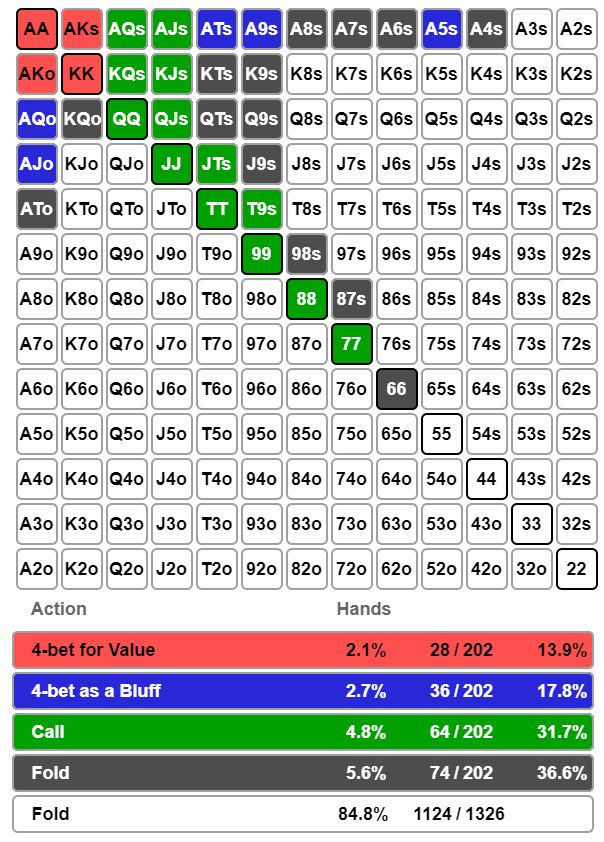 AA AKs AQs AJs ATs A9s A8s A7s A6s A5s A4s A3s A2s
AKo KK KQs KJs KTs K9s K8s K7s K6s K5s K4s K3s K2s
AQo KQo QQ QJs QTs Q9s Q8s Q7s Q6s Q5s Q4s Q3s Q2s
AJo KJo QJo JJ JTs J9s J8s J7s J6s J5s J4s J3s J2s
ATo KTo QTo JTo TT T9s T8s T7s T6s T5s T4s T3s T2s
A9o K9o Q9o J9o T9o 99 98s 97s 96s 95s 94s 93s 92s
A8o K8o Q8o J8o T8o 98o 88 87s 86s 85s 84s 83s 82s
A7o K7o Q7o J7o T7o 97o 87o 77 76s 75s 74s 73s 72s
A6o K6o Q6o J6o T6o 96o 86o 76o 66 65s 64s 63s 62s
A5o K5o Q5o J5o T5o 95o 85o 75o 65o 55 54s 53s 52s
A4o K4o Q4o J4o T4o 94o 84o 74o 64o 54o 44 43s 42s
A3o K3o Q3o J3o T3o 93o 83o 73o 63o 53o 43o 33 32s
A2o K2o Q2o J2o T2o 92o 82o 72o 62o 52o 42o 32o 22
Action Hands
4-bet for Value 2.1% 28 / 202 13.9%
4-bet as a Bluff 2.7% 36 / 202 17.8%
Call 4.8% 64 / 202 31.7%
Fold 5.6% 74 / 202 36.6%
Fold 84.8% 1124 / 1326